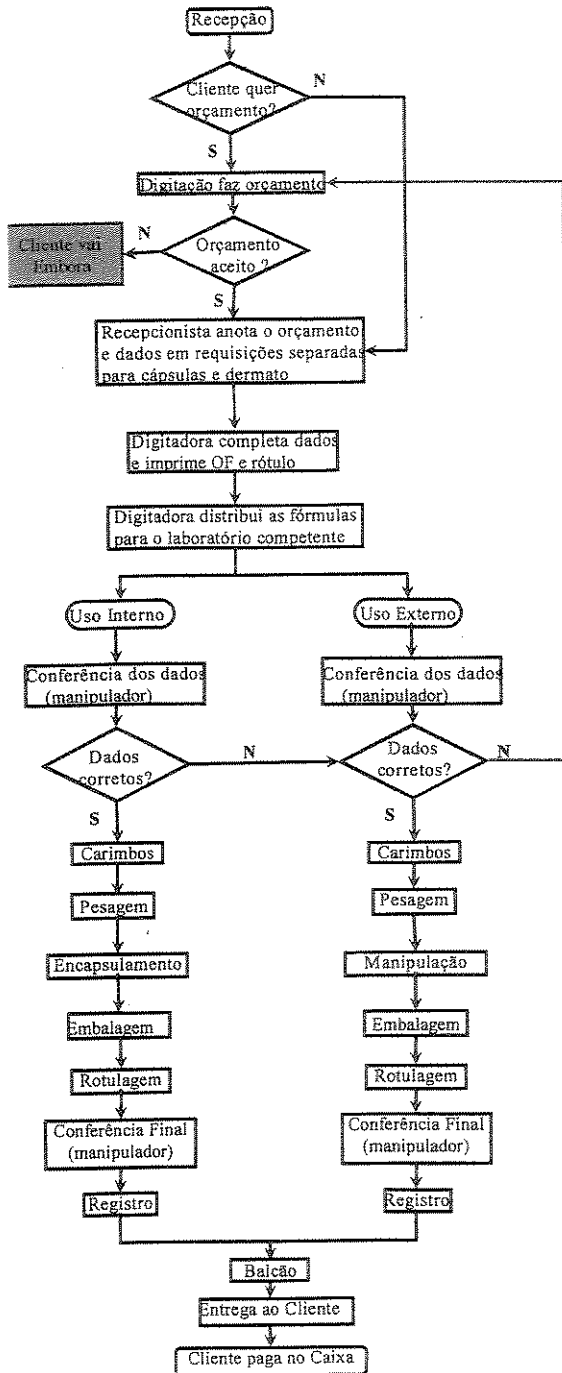 Recepção
Cliente quer
orçamento?
N
S
Digitação faz orçamento
N
Cliente vai
Embora
Orçamento
aceito ?
S
Recepcionista anota o orçamento
e dados em requisições separadas
para cápsulas e dermato
Digitadora completa dados
e imprime OF e rótulo
Digitadora distribui as fórmulas
para o laboratório competente
Uso Interno
Uso Externo
Conferência dos dados
(manipulador)
Conferência dos dados
(manipulador)
Dados
corretos?
N
Dados
corretos?
N
S
S
Carimbos
Carimbos
Pesagem
Pesagem
Encapsulamento
Manipulação
Embalagem
Embalagem
Rotulagem
Rotulagem
Conferência Final
(manipulador)
Conferência Final
(manipulador)
Registro
Registro
Balcão
Entrega ao Cliente
Cliente paga no Caixa